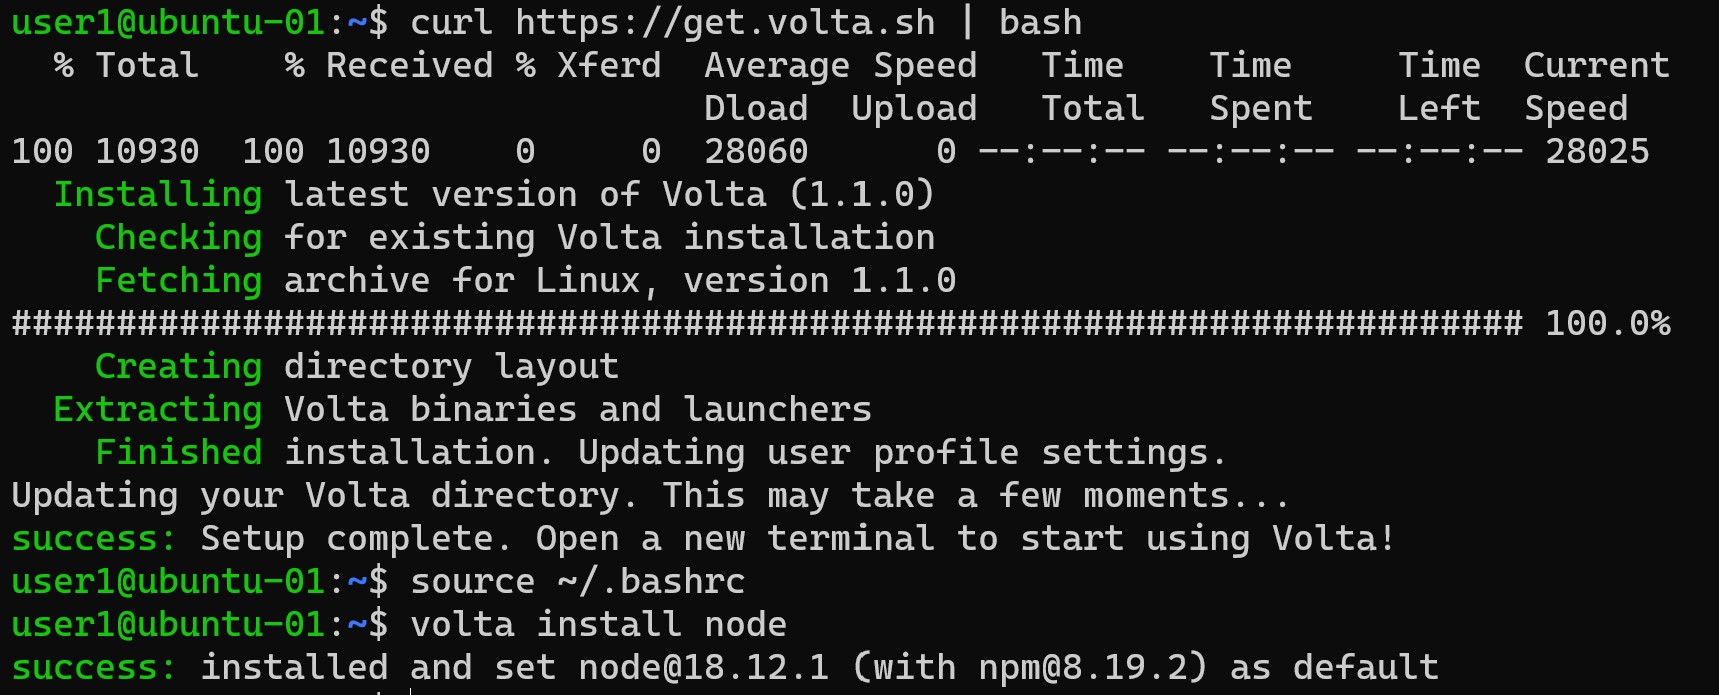 user1@ubuntu-01:~$ curl https://get.volta.sh | bash
  % Total    % Received % Xferd  Average Speed   Time    Time     Time  Current
                                 Dload  Upload   Total   Spent    Left  Speed
100 10930  100 10930    0     0  28060      0 --:--:-- --:--:-- --:--:-- 28025
  Installing latest version of Volta (1.1.0)
    Checking for existing Volta installation
    Fetching archive for Linux, version 1.1.0
######################################################################## 100.0%
    Creating directory layout
  Extracting Volta binaries and launchers
    Finished installation. Updating user profile settings.
Updating your Volta directory. This may take a few moments...
success: Setup complete. Open a new terminal to start using Volta!
user1@ubuntu-01:~$ source ~/.bashrc
user1@ubuntu-01:~$ volta install node
success: installed and set node@18.12.1 (with npm@8.19.2) as default